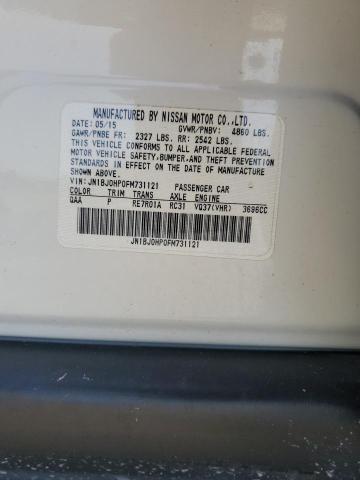 MANUFACTURED BY NISSAN MOTOR CO.,LTD.
DATE: 05/15 GVWR/PNBV: 4860 LBS.
GAWR/PNBE FR: 2327 LBS. RR: 2542 LBS.
THIS VEHICLE CONFORMS TO ALL APPLICABLE FEDERAL
MOTOR VEHICLE SAFETY, BUMPER, AND THEFT PREVENTION
STANDARDS IN EFFECT ON THE DATE OF MANUFACTURE
SHOWN ABOVE.
VIN: JN1BJ0HP0FM731121 PASSENGER CAR
COLOR TRIM TRANS AXLE ENGINE
QAA P RE7R01A RC31 VQ37(VHR) 3696CC
JN1BJ0HP0FM731121